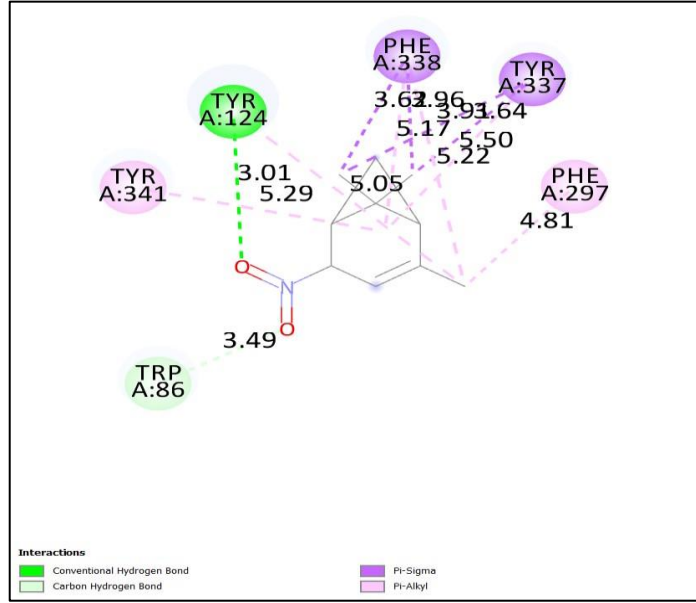 PHE
A:338
TYR
A:337
TYR
A:124
3.96
3.91
3.64
5.17
5.50
5.22
3.01
5.29
5.05
TYR
A:341
PHE
A:297
4.81
O
N
O
3.49
TRP
A:86
Interactions
Conventional Hydrogen Bond
Carbon Hydrogen Bond
Pi-Sigma
Pi-Alkyl